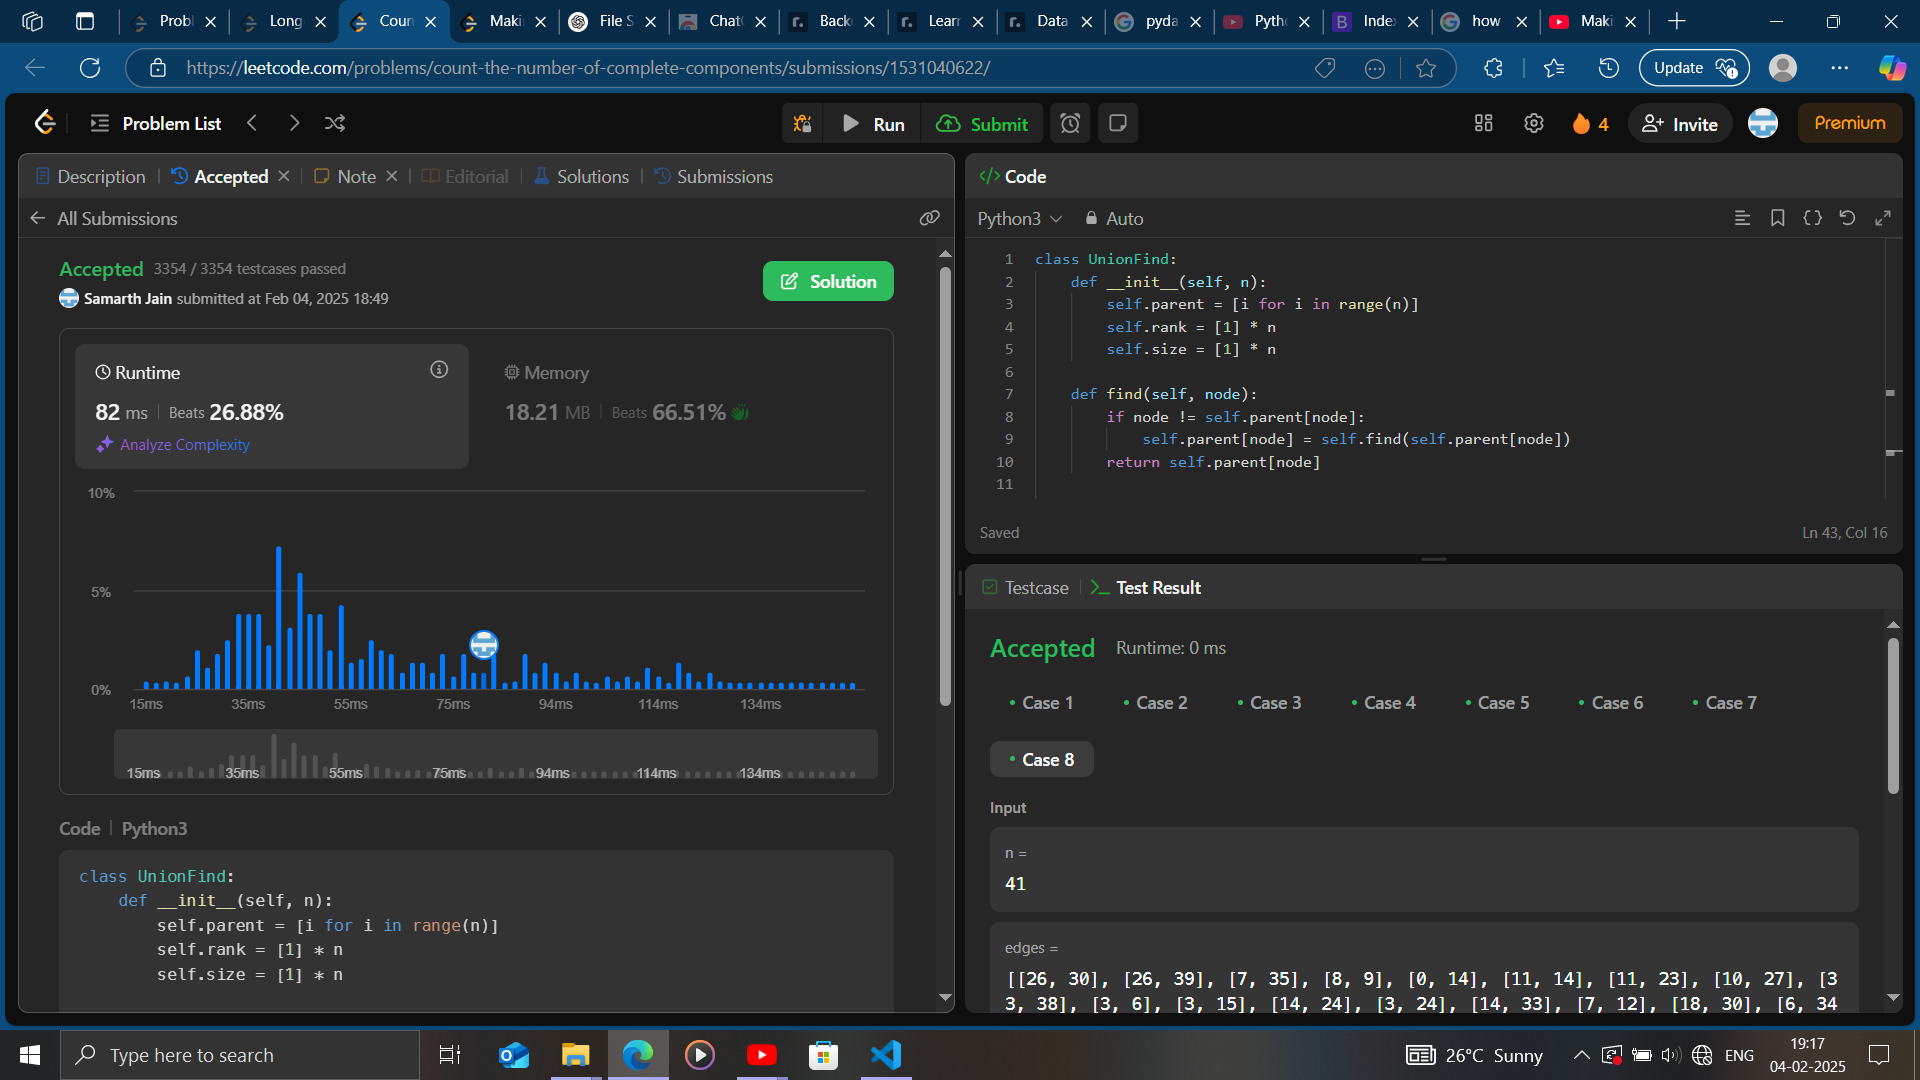 Probl
Long
Coun
Maki
File S
Chat
Back
Learn
Data
pyda
Pytho
Index
how
Maki
https://leetcode.com/problems/count-the-number-of-complete-components/submissions/1531040622/
Update
Problem List
Run
Submit
4
Invite
Premium
Description
Accepted
Note
Editorial
Solutions
Submissions
All Submissions
Accepted 3354 / 3354 testcases passed
Samarth Jain submitted at Feb 04, 2025 18:49
Solution
Runtime
82 ms | Beats 26.88%
Analyze Complexity
Memory
18.21 MB | Beats 66.51%
10%
5%
0%
15ms 35ms 55ms 75ms 94ms 114ms 134ms
15ms 35ms 55ms 75ms 94ms 114ms 134ms
Code | Python3
class UnionFind:
    def __init__(self, n):
        self.parent = [i for i in range(n)]
        self.rank = [1] * n
        self.size = [1] * n
</> Code
Python3
Auto
1 class UnionFind:
2     def __init__(self, n):
3         self.parent = [i for i in range(n)]
4         self.rank = [1] * n
5         self.size = [1] * n
6
7     def find(self, node):
8         if node != self.parent[node]:
9             self.parent[node] = self.find(self.parent[node])
10         return self.parent[node]
11
Saved
Ln 43, Col 16
Testcase
Test Result
Accepted Runtime: 0 ms
Case 1
Case 2
Case 3
Case 4
Case 5
Case 6
Case 7
Case 8
Input
n =
41
edges =
[[26, 30], [26, 39], [7, 35], [8, 9], [0, 14], [11, 14], [11, 23], [10, 27], [3
3, 38], [3, 6], [3, 15], [14, 24], [3, 24], [14, 33], [7, 12], [18, 30], [6, 34
Type here to search
26°C Sunny
ENG
19:17
04-02-2025